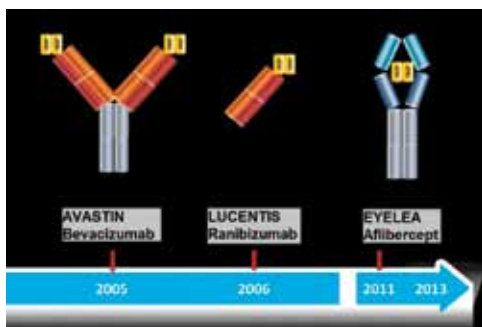 AVASTIN
Bevacizumab
LUCENTIS
Ranibizumab
EYELEA
Aflibercept
2005
2006
2011
2013